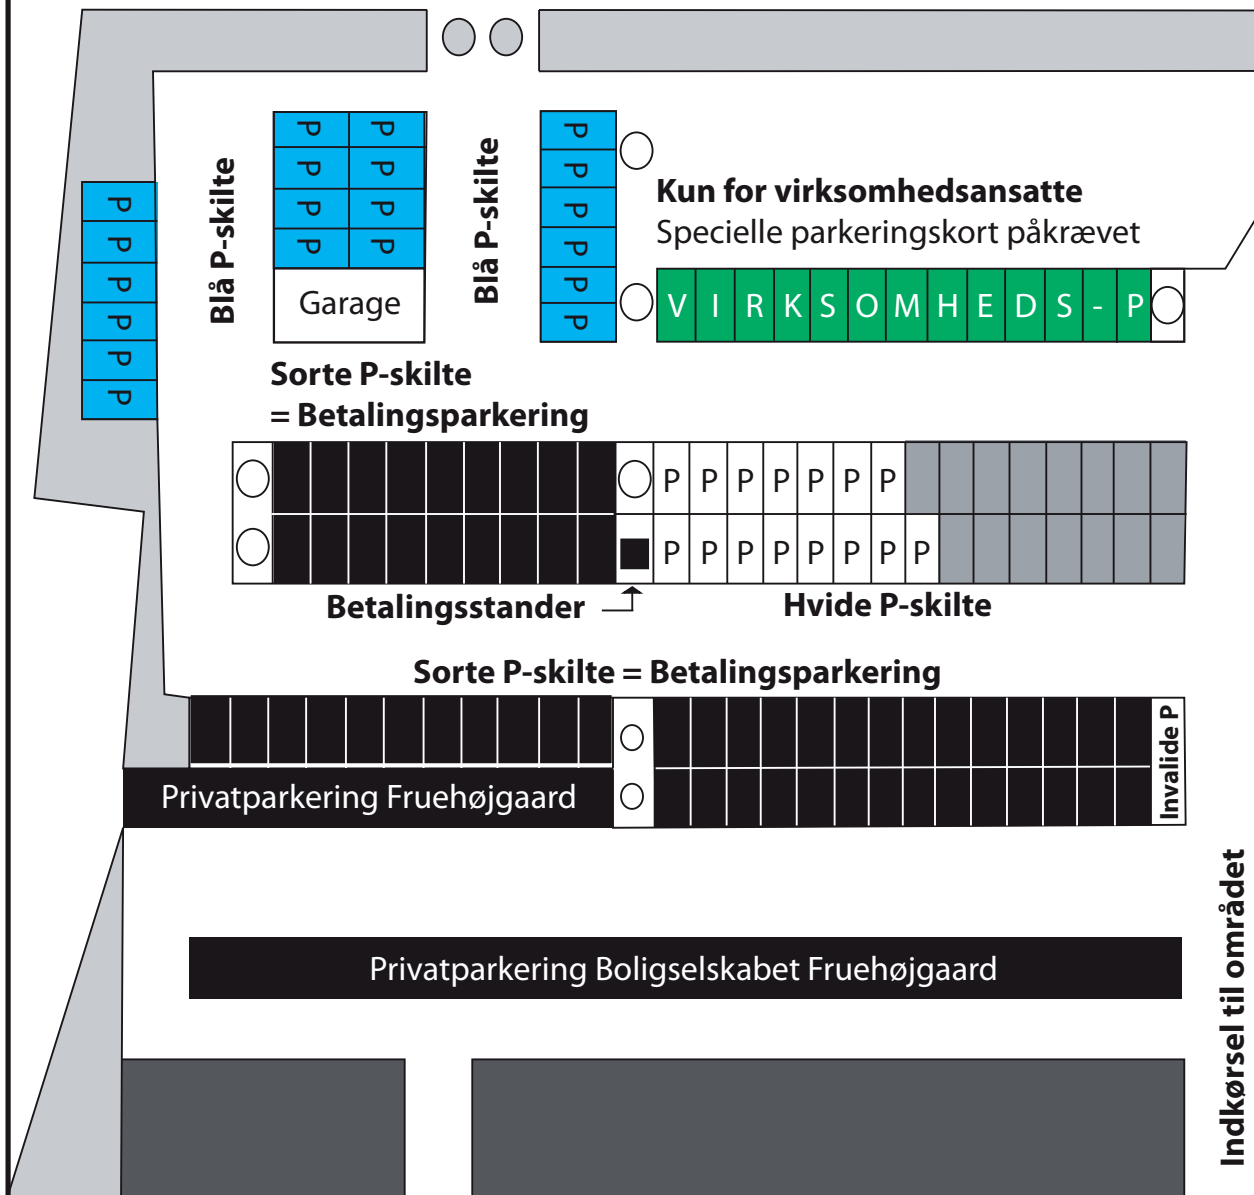 P P
P P
P P
P P
Garage
Blå P-skilte
Blå P-skilte
P
P
P
P
P
P
P
P
P
P
P
P
Kun for virksomhedsansatte
Specielle parkeringskort påkrævet
V I R K S O M H E D S - P
Sorte P-skilte
= Betalingsparkering
P P P P P P P
P P P P P P P P
Betalingsstander
Hvide P-skilte
Sorte P-skilte = Betalingsparkering
Invalide P
Privatparkering Fruehøjgaard
Privatparkering Boligselskabet Fruehøjgaard
Indkørsel til området